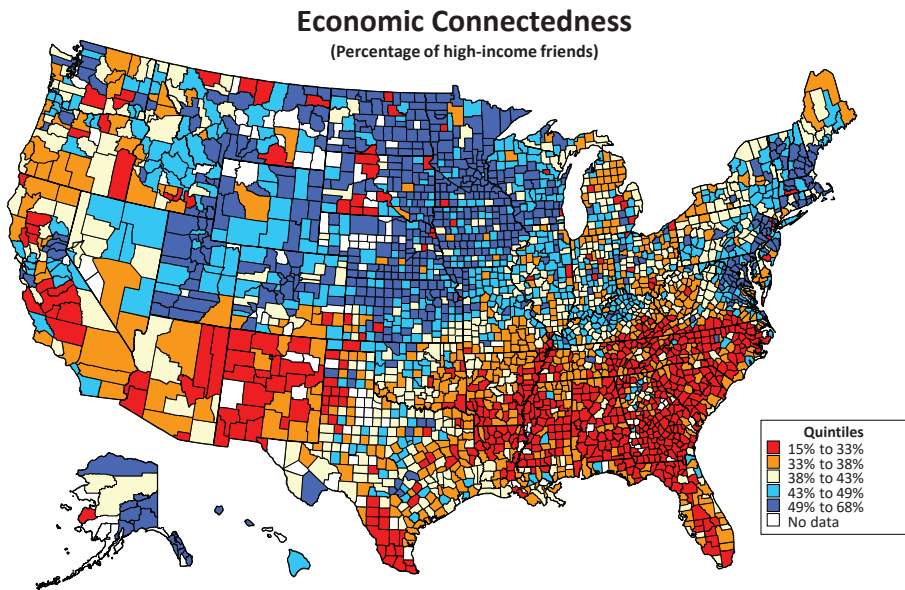 Economic Connectedness
(Percentage of high-income friends)
Quintiles
15% to 33%
33% to 38%
38% to 43%
43% to 49%
49% to 68%
No data